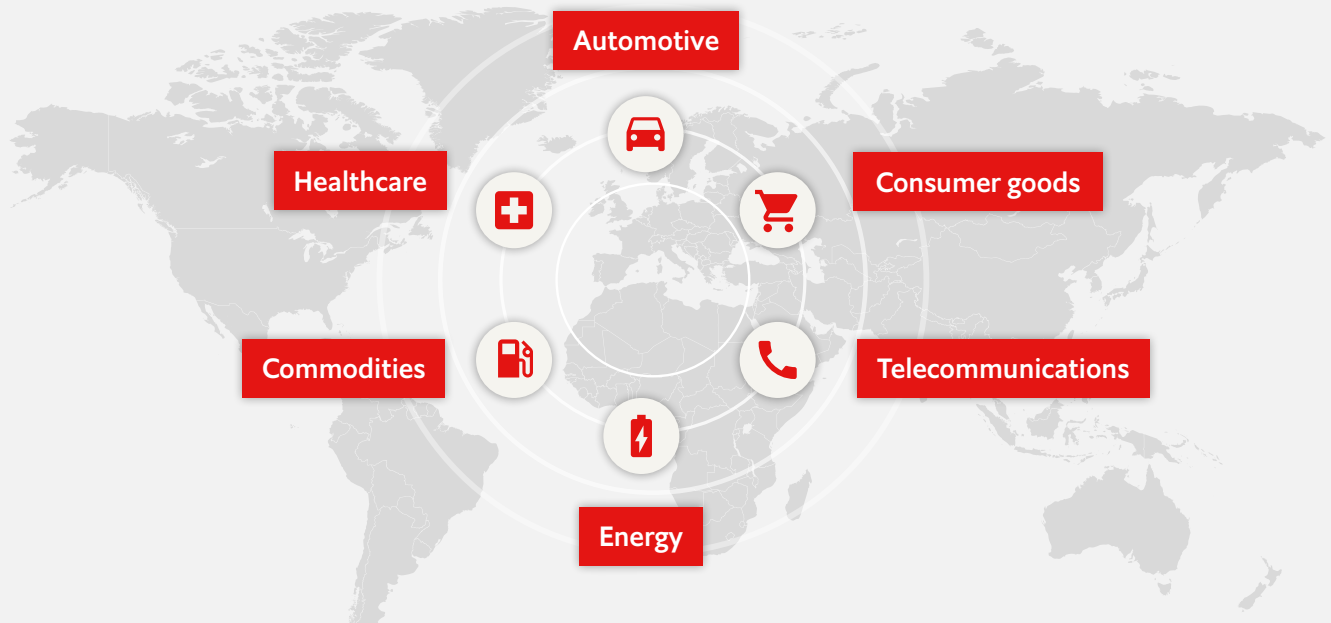 Automotive
Healthcare
Consumer goods
Commodities
Telecommunications
Energy